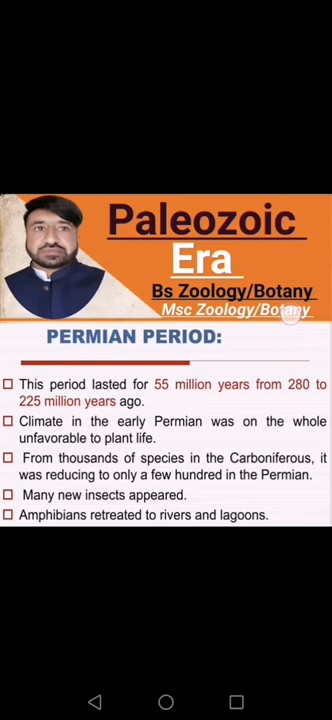 Paleozoic
Era
Bs Zoology/Botany
Msc Zoology/Botany
PERMIAN PERIOD:
This period lasted for 55 million years from 280 to
225 million years ago.
Climate in the early Permian was on the whole
unfavorable to plant life.
From thousands of species in the Carboniferous, it
was reducing to only a few hundred in the Permian.
Many new insects appeared.
Amphibians retreated to rivers and lagoons.